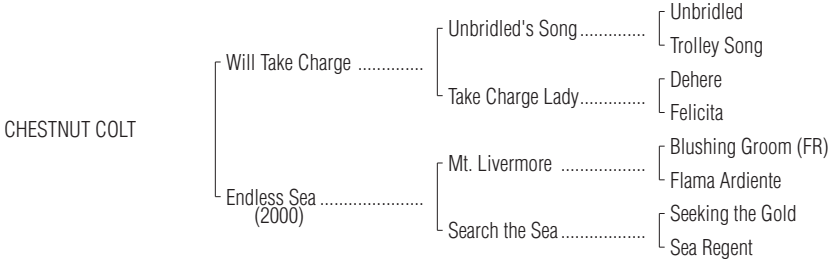 Unbridled
Unbridled's Song..............
Trolley Song
Will Take Charge ..............
Dehere
Take Charge Lady..............
Felicita
CHESTNUT COLT
Blushing Groom (FR)
Mt. Livermore ..................
Flama Ardiente
Endless Sea ......................
(2000)
Seeking the Gold
Search the Sea..................
Sea Regent